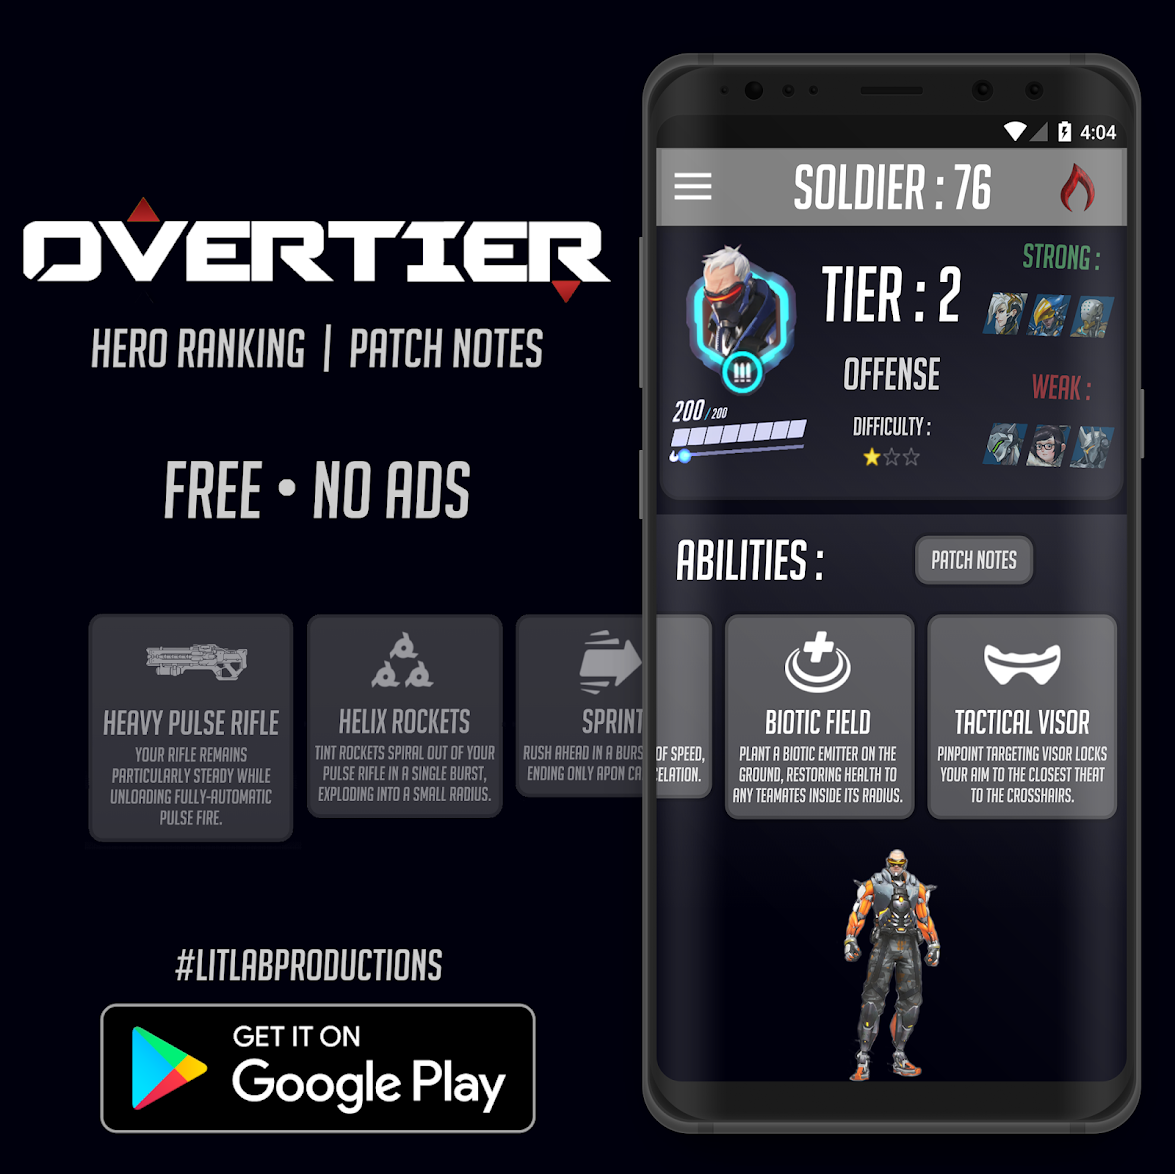 OVERTIER
HERO RANKING | PATCH NOTES
FREE • NO ADS
4:04
SOLDIER : 76
TIER : 2
OFFENSE
DIFFICULTY :
STRONG :
WEAK :
200 / 200
ABILITIES :
PATCH NOTES
HEAVY PULSE RIFLE
YOUR RIFLE REMAINS
PARTICULARLY STEADY WHILE
UNLOADING FULLY-AUTOMATIC
PULSE FIRE.
HELIX ROCKETS
TINT ROCKETS SPIRAL OUT OF YOUR
PULSE RIFLE IN A SINGLE BURST,
EXPLODING INTO A SMALL RADIUS.
SPRINT
RUSH AHEAD IN A BURS OF SPEED,
ENDING ONLY APON CA ELATION.
BIOTIC FIELD
PLANT A BIOTIC EMITTER ON THE
GROUND, RESTORING HEALTH TO
ANY TEAMATES INSIDE ITS RADIUS.
TACTICAL VISOR
PINPOINT TARGETING VISOR LOCKS
YOUR AIM TO THE CLOSEST THEAT
TO THE CROSSHAIRS.
#LITLABPRODUCTIONS
GET IT ON
Google Play